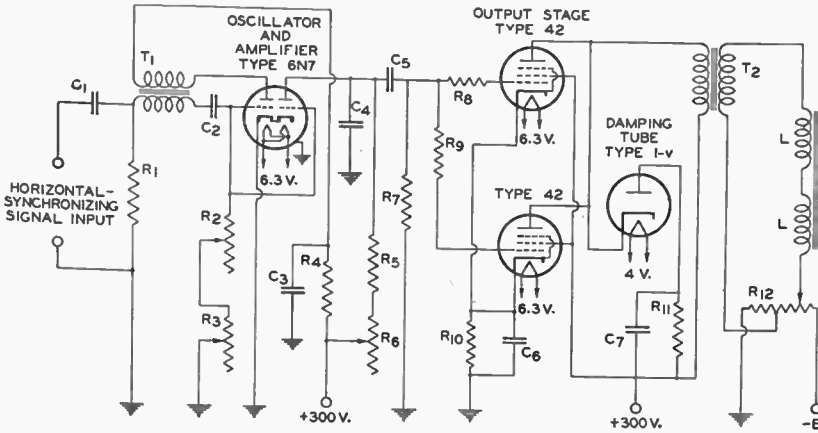 OSCILLATOR
AND
AMPLIFIER
TYPE 6N7
OUTPUT STAGE
TYPE 42
T1
C1
C2
C5
C4
R8
T2
R1
6.3 V.
6.3 V.
R9
DAMPING
TUBE
TYPE 1-V
L
HORIZONTAL-
SYNCHRONIZING
SIGNAL INPUT
R2
R7
TYPE 42
L
C3
R4
R5
4 V.
R3
R6
6.3 V.
R10
C6
C7
R11
R12
+300 V.
+300 V.
-B